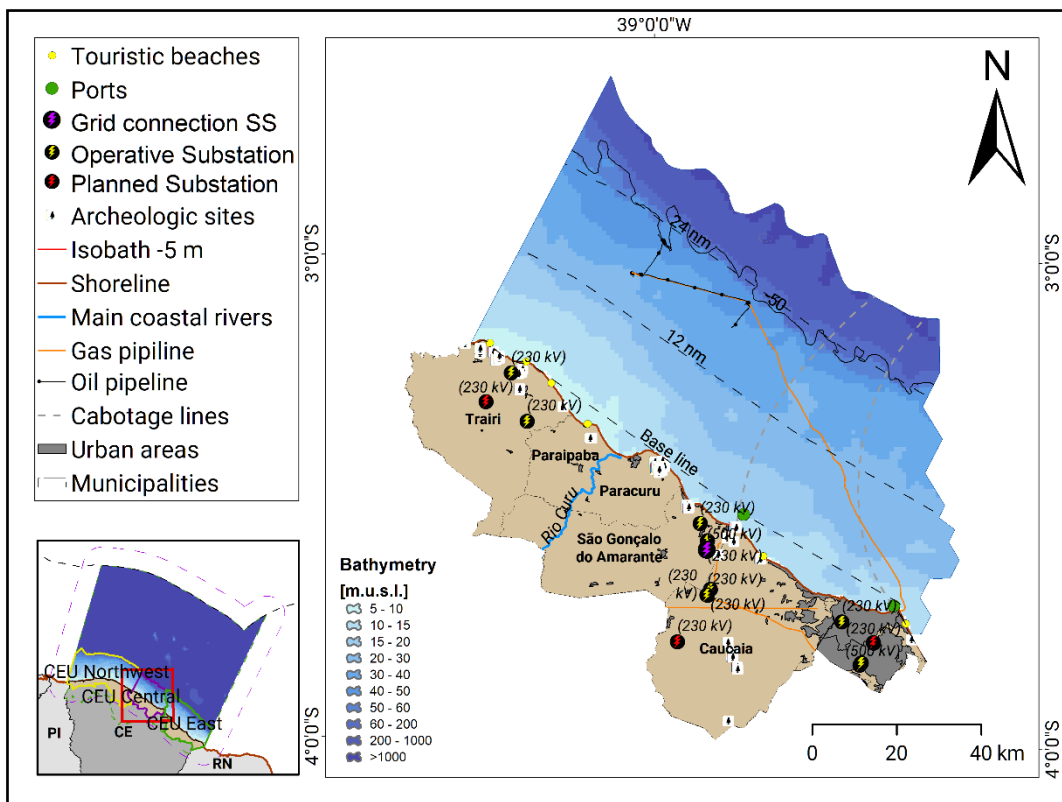 39°0'0"W
Touristic beaches
Ports
Grid connection SS
Operative Substation
Planned Substation
Archeologic sites
Isobath -5 m
Shoreline
Main coastal rivers
Gas pipiline
Oil pipeline
Cabotage lines
Urban areas
Municipalities
N
3°0'0"S
3°0'0"S
24 nm
-50
12 nm
(230 kV)
(230 kV)
Trairi
(230 kV)
Paraipaba
Base line
Paracuru
Rio Curu
(230 kV)
(500 kV)
São Gonçalo
do Amarante
(230 kV)
(230
kV)
(230 kV)
(230 kV)
(230 kV)
Caucaia
(230 kV)
(230 kV)
(500 kV)
Bathymetry
[m.u.s.l.]
5 - 10
10 - 15
15 - 20
20 - 30
30 - 40
40 - 50
50 - 60
60 - 200
200 - 1000
>1000
CEU Northwest
CEU Central
CEU East
PI
CE
RN
0 20 40 km
4°0'0"S
4°0'0"S